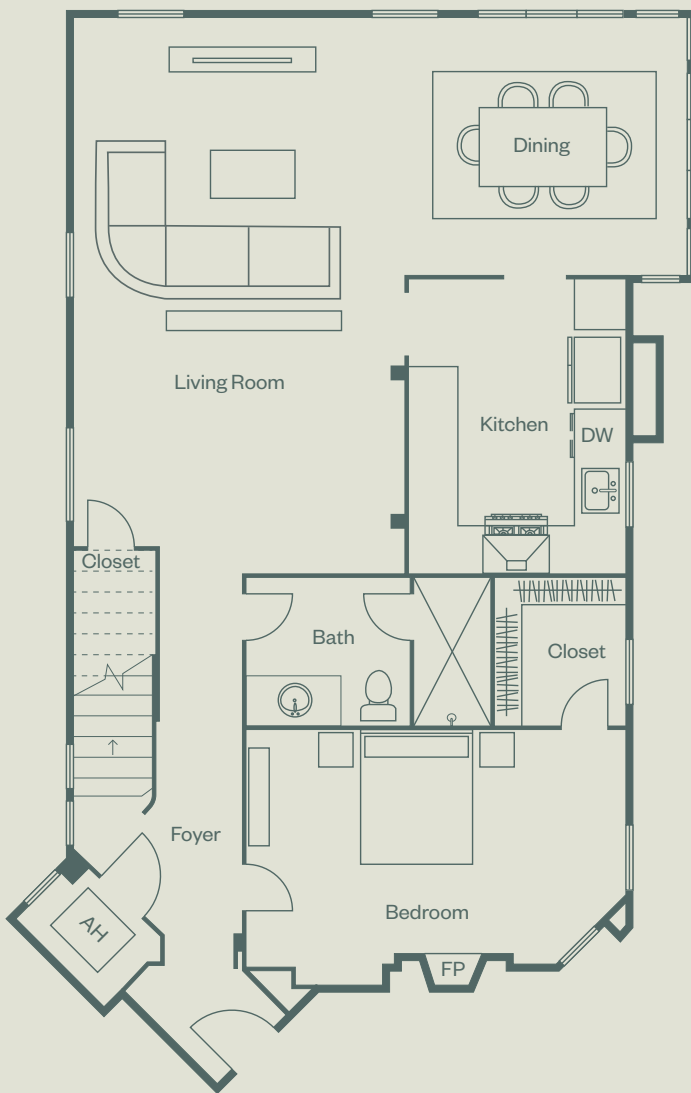 Dining
Living Room
Kitchen
DW
Closet
Bath
Closet
Foyer
Bedroom
AH
FP